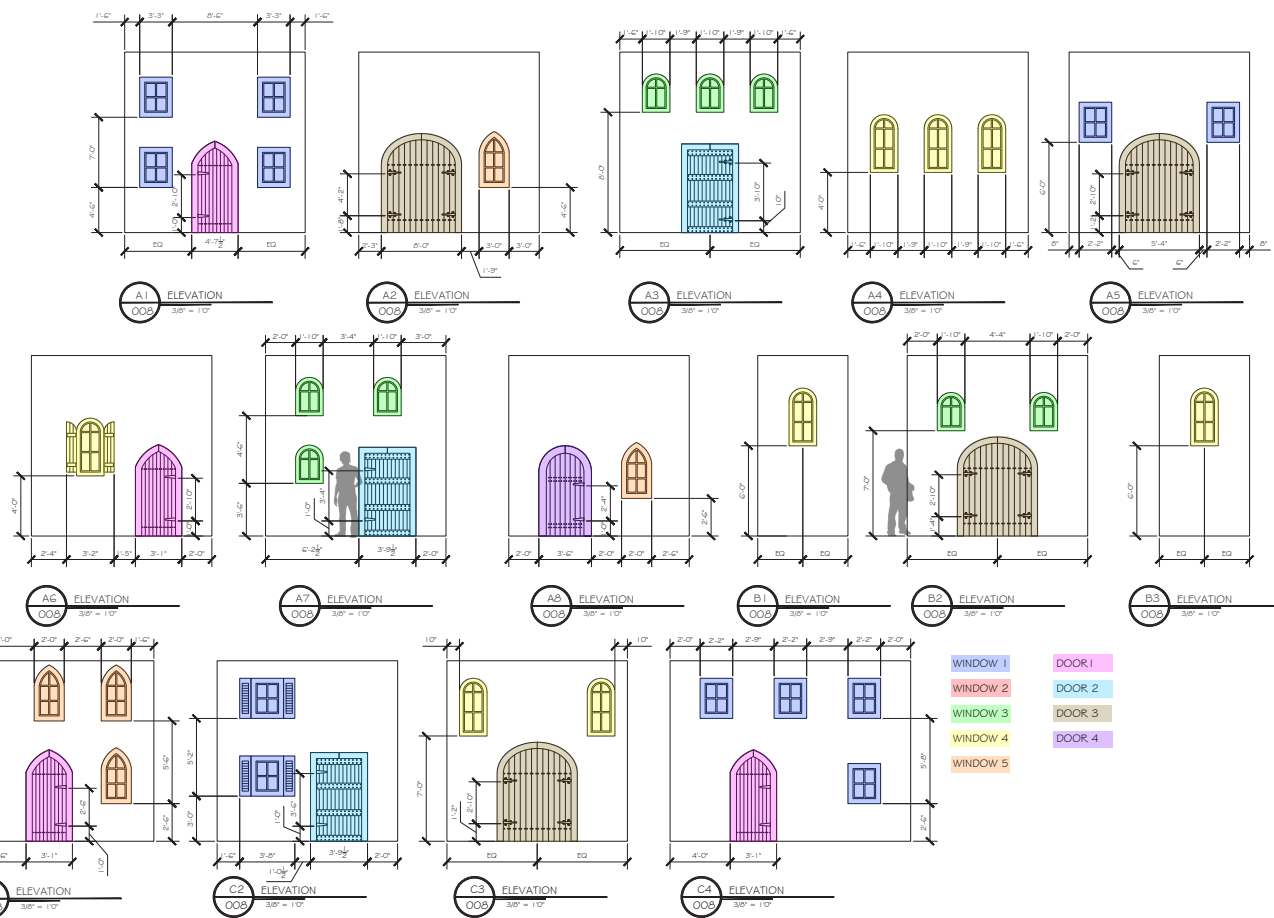 1'-6" 3'-3" 8'-6" 3'-3" 1'-6"
7'-0"
4'-6"
2'-10"
1'-0"
EQ 4'-7½" EQ
A1 ELEVATION
008 3/8" = 1'0"
4'-2"
1'-8"
4'-6"
2'-3" 8'-0" 3'-0" 3'-0"
1'-9"
A2 ELEVATION
008 3/8" = 1'0"
1'-6" 1'-10" 1'-9" 1'-10" 1'-9" 1'-10" 1'-6"
8'-0"
3'-10"
10"
EQ EQ
A3 ELEVATION
008 3/8" = 1'0"
4'-0"
1'-6" 1'-10" 1'-9" 1'-10" 1'-9" 1'-10" 1'-6"
A4 ELEVATION
008 3/8" = 1'0"
6'-0"
2'-10"
1'-2"
8" 2'-2" 5'-4" 2'-2" 8"
6" 6"
A5 ELEVATION
008 3/8" = 1'0"
4'-0"
2'-10"
1'-0"
2'-4" 3'-2" 1'-5" 3'-1" 2'-0"
A6 ELEVATION
008 3/8" = 1'0"
2'-0" 1'-10" 3'-4" 1'-10" 3'-0"
4'-6"
3'-6"
3'-4"
1'-0"
6'-2½" 3'-9½" 2'-0"
A7 ELEVATION
008 3/8" = 1'0"
2'-4"
1'-0"
2'-6"
2'-0" 3'-6" 2'-0" 2'-0" 2'-6"
A8 ELEVATION
008 3/8" = 1'0"
6'-0"
EQ EQ
B1 ELEVATION
008 3/8" = 1'0"
2'-0" 1'-10" 4'-4" 1'-10" 2'-0"
7'-0"
2'-10"
1'-4"
EQ EQ
B2 ELEVATION
008 3/8" = 1'0"
6'-0"
EQ EQ
B3 ELEVATION
008 3/8" = 1'0"
2'-0" 2'-6" 2'-0" 1'-6"
5'-6"
2'-6"
2'-6"
1'-0"
3'-1"
ELEVATION
3/8" = 1'0"
5'-2"
3'-0"
3'-6"
1'-0"
1'-6" 3'-8" 3'-9½" 2'-0"
1'-0½"
C2 ELEVATION
008 3/8" = 1'0"
10" 10"
7'-0"
2'-10"
1'-2"
EQ EQ
C3 ELEVATION
008 3/8" = 1'0"
2'-0" 2'-2" 2'-9" 2'-2" 2'-9" 2'-2" 2'-0"
5'-8"
2'-6"
4'-0" 3'-1"
C4 ELEVATION
008 3/8" = 1'0"
WINDOW 1 DOOR1
WINDOW 2 DOOR 2
WINDOW 3 DOOR 3
WINDOW 4 DOOR 4
WINDOW 5